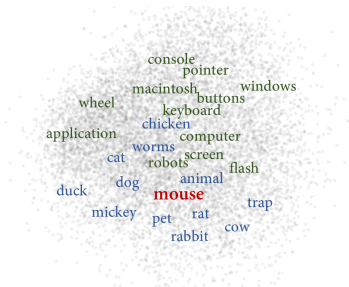 console
pointer
macintosh
windows
buttons
wheel
keyboard
chicken
application
computer
worms
screen
cat
robots
flash
animal
dog
duck
mouse
trap
mickey
rat
pet
cow
rabbit